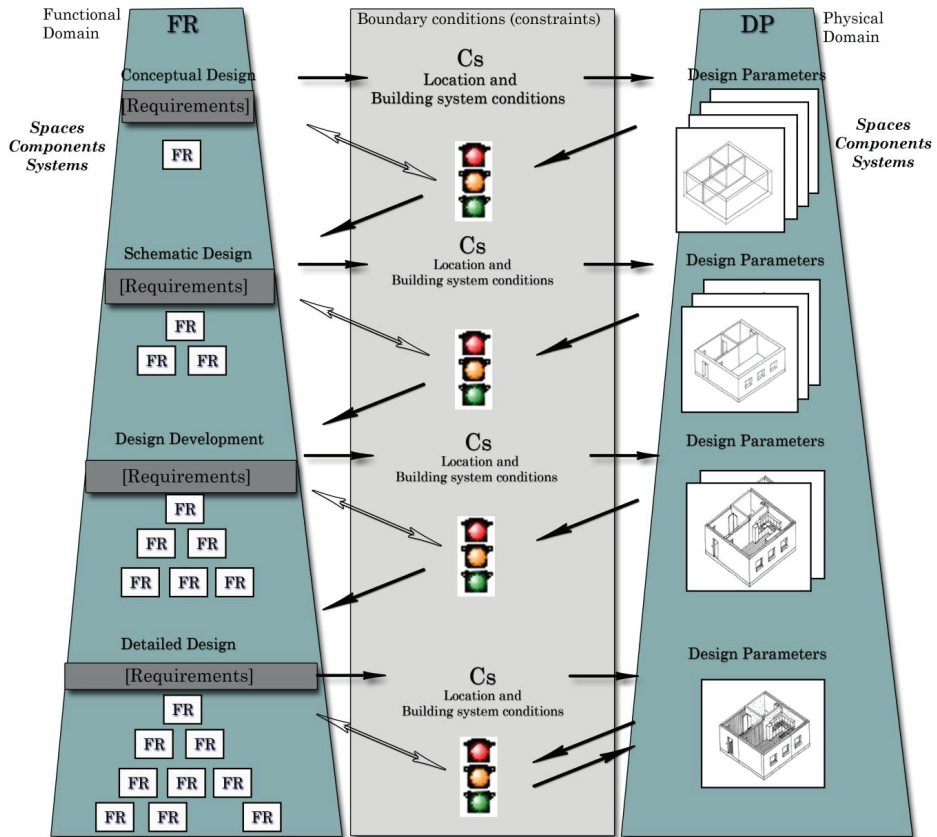 Functional
Domain
FR
Boundary conditions (constraints)
DP
Physical
Domain
Conceptual Design
[Requirements]
Spaces
Components
Systems
FR
Cs
Location and
Building system conditions
Design Parameters
Spaces
Components
Systems
Schematic Design
[Requirements]
FR
FR FR
Cs
Location and
Building system conditions
Design Parameters
Design Development
[Requirements]
FR
FR FR
FR FR FR
Cs
Location and
Building system conditions
Design Parameters
Detailed Design
[Requirements]
FR
FR FR
FR FR FR
FR FR FR
Cs
Location and
Building system conditions
Design Parameters